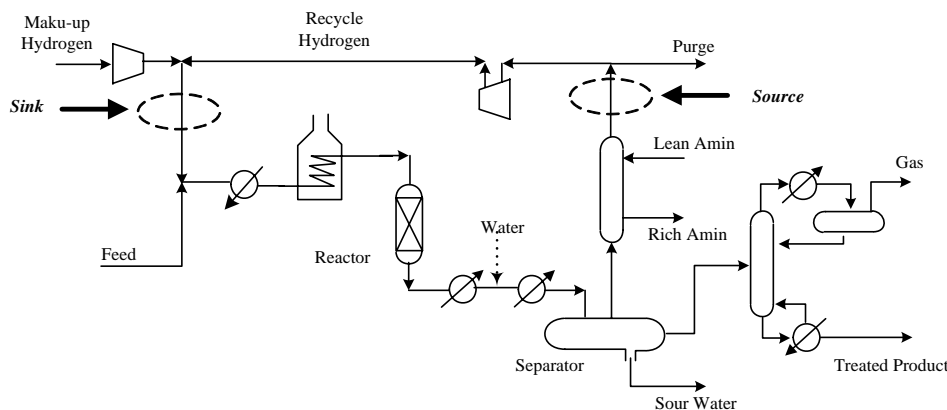 Maku-up
Hydrogen
Recycle
Hydrogen
Purge
Sink
Source
Lean Amin
Gas
Rich Amin
Water
Feed
Reactor
Separator
Treated Product
Sour Water